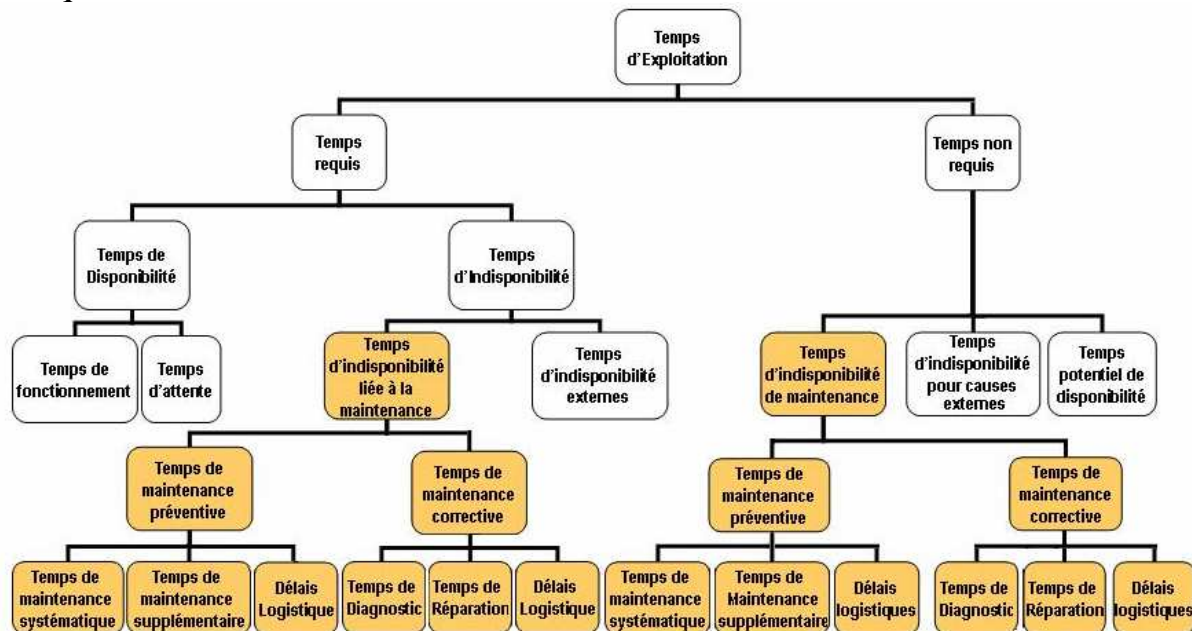 Temps
d'Exploitation
Temps
requis
Temps non
requis
Temps de
Disponibilité
Temps
d'Indisponibilité
Temps de
fonctionnement
Temps
d'attente
Temps
d'indisponibilité
liée à la
maintenance
Temps
d'indisponibilité
externes
Temps
d'indisponibilité
de maintenance
Temps
d'indisponibilité
pour causes
externes
Temps
potentiel de
disponibilité
Temps de
maintenance
préventive
Temps de
maintenance
corrective
Temps de
maintenance
préventive
Temps de
maintenance
corrective
Temps de
maintenance
systématique
Temps de
maintenance
supplémentaire
Délais
Logistique
Temps de
Diagnostic
Temps de
Réparation
Délais
Logistique
Temps de
maintenance
systématique
Temps de
Maintenance
supplémentaire
Délais
logistiques
Temps de
Diagnostic
Temps de
Réparation
Délais
logistiques